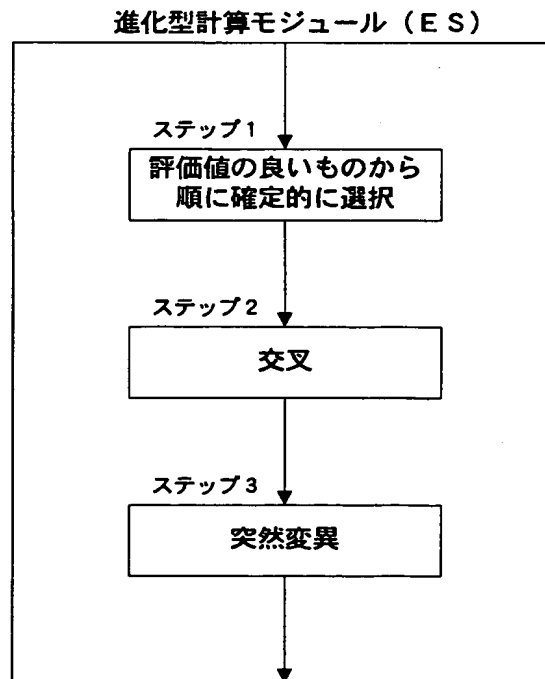 進化型計算モジュール（ＥＳ）
ステップ１
評価値の良いものから
順に確定的に選択
ステップ２
交叉
ステップ３
突然変異